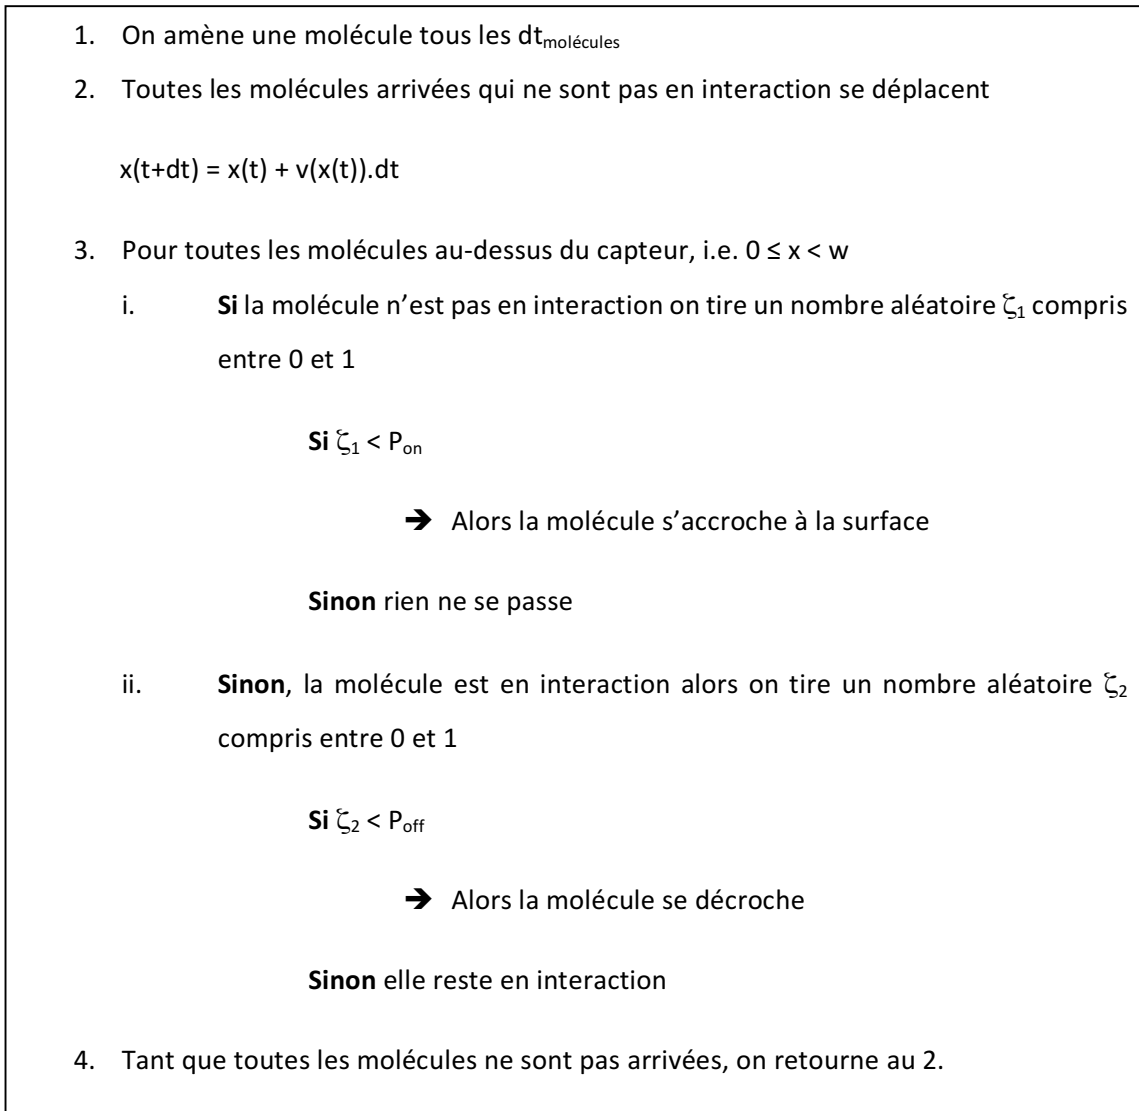 1. On amène une molécule tous les dtmolécules
2. Toutes les molécules arrivées qui ne sont pas en interaction se déplacent
x(t+dt) = x(t) + v(x(t)).dt
3. Pour toutes les molécules au-dessus du capteur, i.e. 0 ≤ x < w
i. Si la molécule n’est pas en interaction on tire un nombre aléatoire ζ1 compris
entre 0 et 1
Si ζ1 < Pon
➔ Alors la molécule s’accroche à la surface
Sinon rien ne se passe
ii. Sinon, la molécule est en interaction alors on tire un nombre aléatoire ζ2
compris entre 0 et 1
Si ζ2 < Poff
➔ Alors la molécule se décroche
Sinon elle reste en interaction
4. Tant que toutes les molécules ne sont pas arrivées, on retourne au 2.